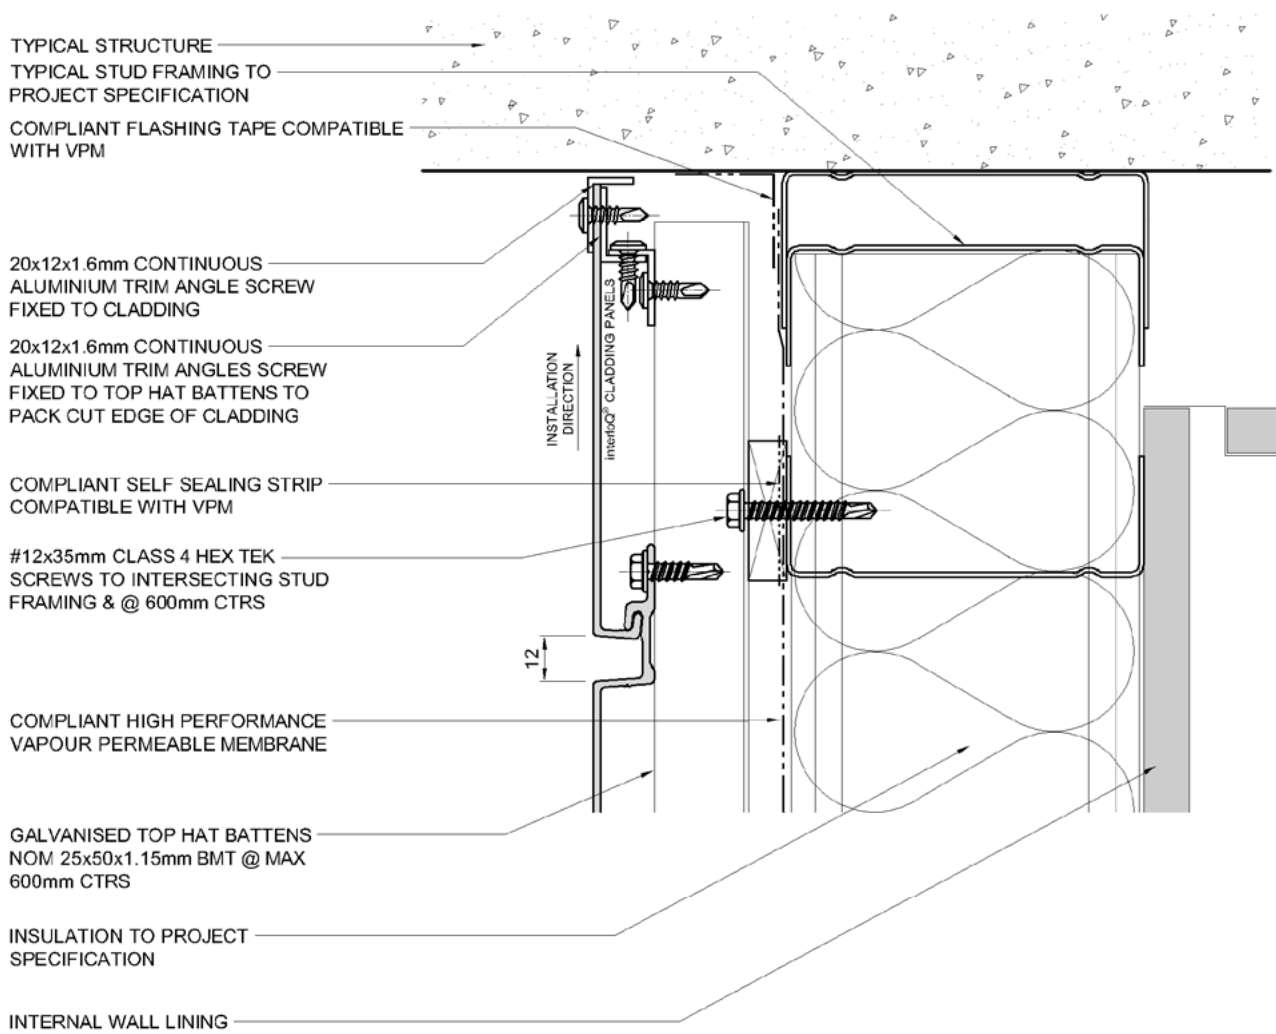 TYPICAL STRUCTURE
TYPICAL STUD FRAMING TO
PROJECT SPECIFICATION
COMPLIANT FLASHING TAPE COMPATIBLE
WITH VPM
20x12x1.6mm CONTINUOUS
ALUMINIUM TRIM ANGLE SCREW
FIXED TO CLADDING
20x12x1.6mm CONTINUOUS
ALUMINIUM TRIM ANGLES SCREW
FIXED TO TOP HAT BATTENS TO
PACK CUT EDGE OF CLADDING
INSTALLATION
DIRECTION
interloQ® CLADDING PANELS
COMPLIANT SELF SEALING STRIP
COMPATIBLE WITH VPM
#12x35mm CLASS 4 HEX TEK
SCREWS TO INTERSECTING STUD
FRAMING & @ 600mm CTRS
12
COMPLIANT HIGH PERFORMANCE
VAPOUR PERMEABLE MEMBRANE
GALVANISED TOP HAT BATTENS
NOM 25x50x1.15mm BMT @ MAX
600mm CTRS
INSULATION TO PROJECT
SPECIFICATION
INTERNAL WALL LINING